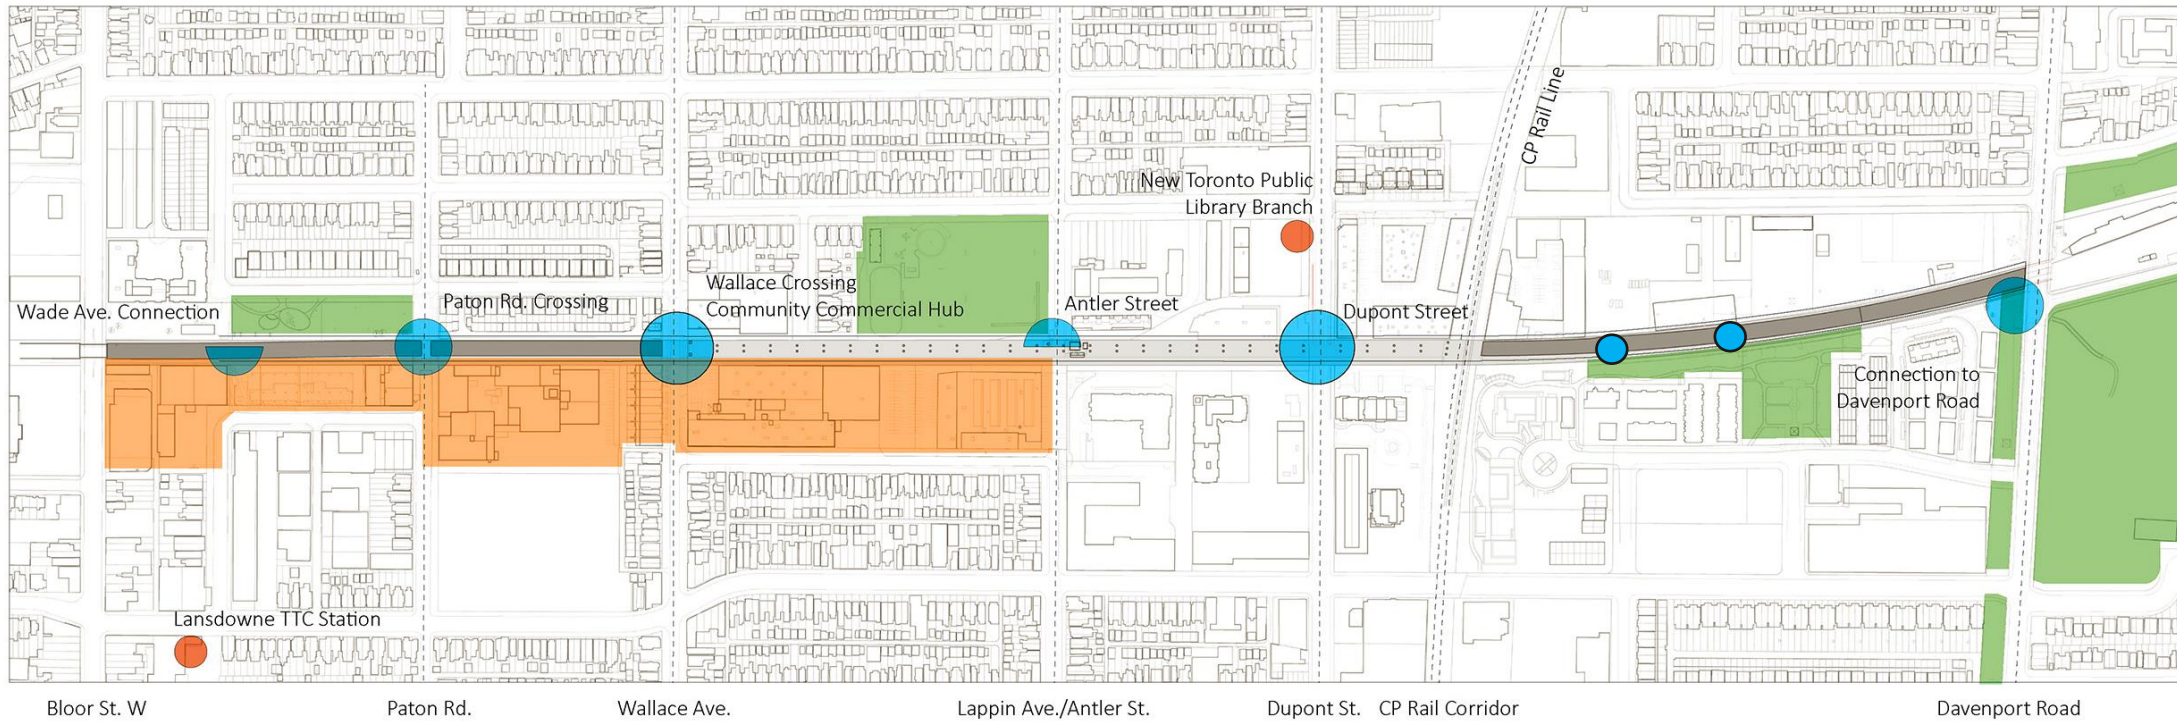 CP Rail Line
New Toronto Public
Library Branch
Wade Ave. Connection
Paton Rd. Crossing
Wallace Crossing
Community Commercial Hub
Antler Street
Dupont Street
Connection to
Davenport Road
Lansdowne TTC Station
Bloor St. W
Paton Rd.
Wallace Ave.
Lappin Ave./Antler St.
Dupont St.
CP Rail Corridor
Davenport Road